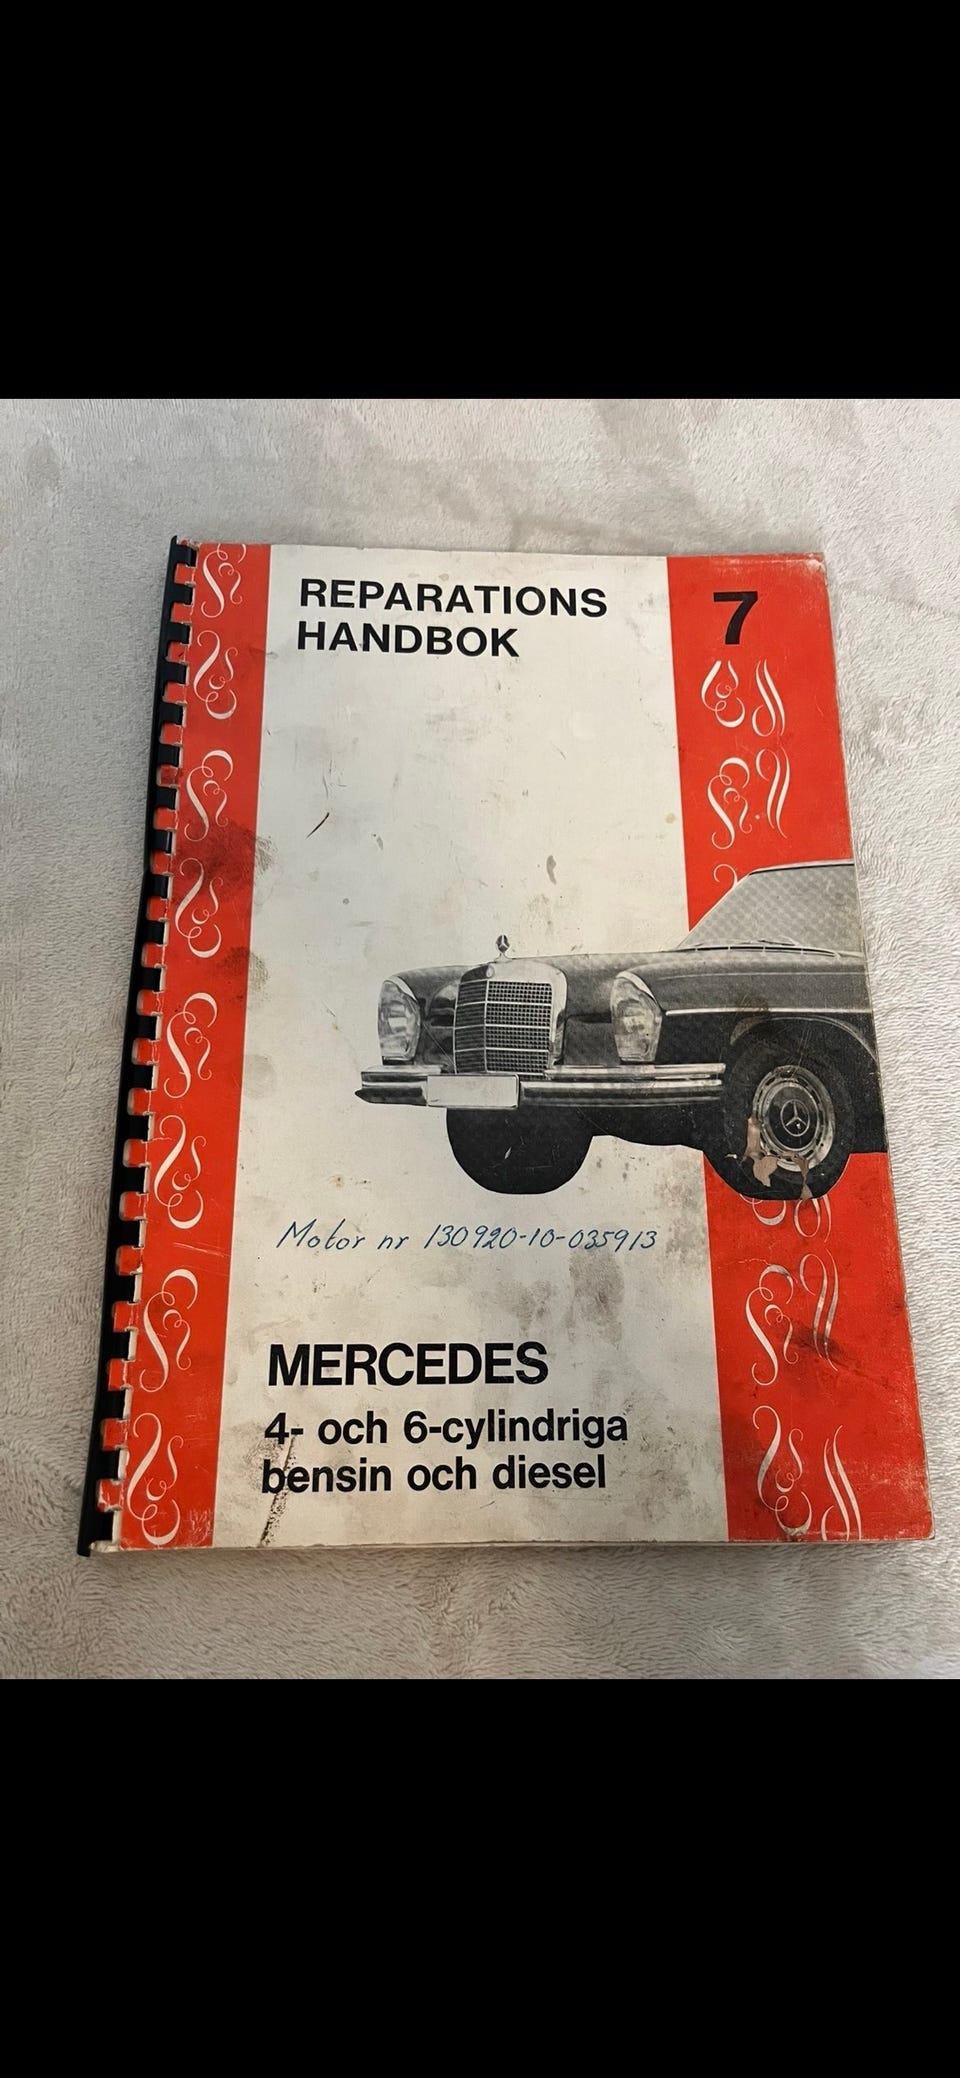 REPARATIONS
HANDBOK
7
Motor nr 130920-10-035913
MERCEDES
4- och 6-cylindriga
bensin och diesel